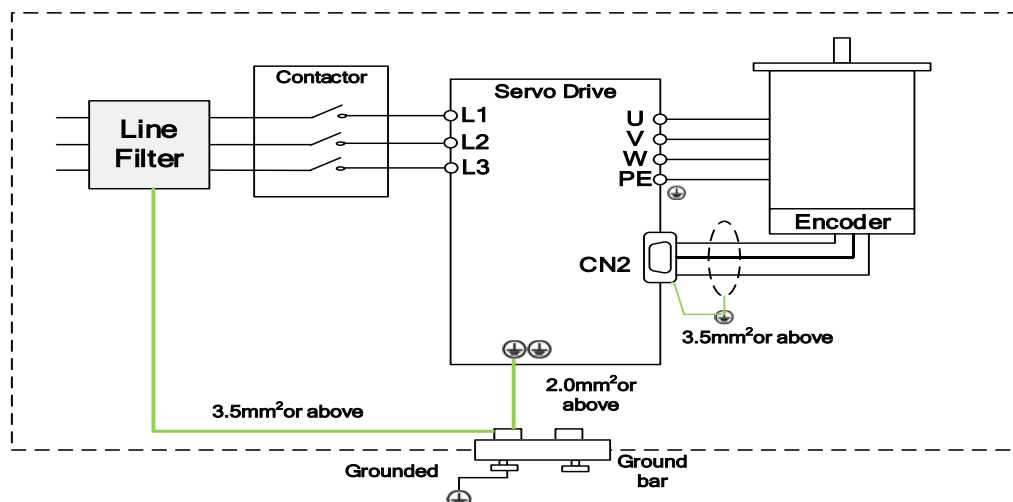 Contactor
Line
Filter
Servo Drive
L1
L2
L3
U
V
W
PE
Encoder
CN2
3.5mm²or above
2.0mm²or
above
3.5mm²or above
Grounded
Ground
bar